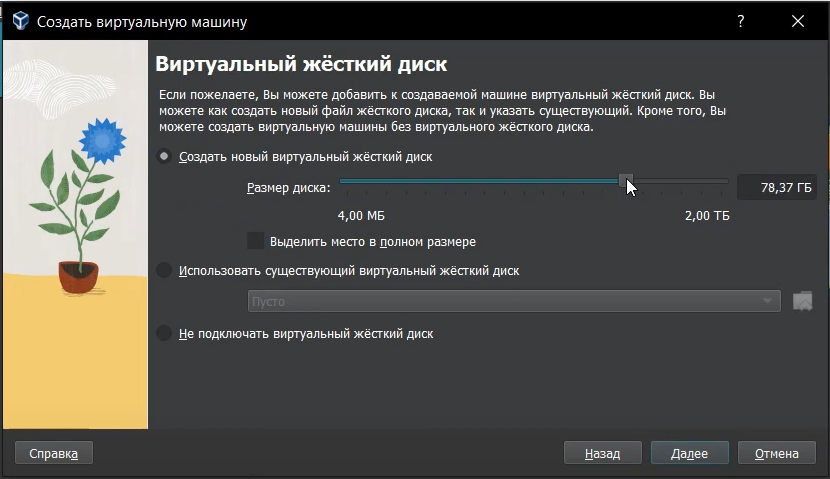 Создать виртуальную машину
?
Виртуальный жёсткий диск
Если пожелаете, Вы можете добавить к создаваемой машине виртуальный жёсткий диск. Вы
можете как создать новый файл жёсткого диска, так и указать существующий. Кроме того, Вы
можете создать виртуальную машины без виртуального жёсткого диска.
Создать новый виртуальный жёсткий диск
Размер диска:
78,37 ГБ
4,00 МБ
2,00 ТБ
Выделить место в полном размере
Использовать существующий виртуальный жёсткий диск
Пусто
Не подключать виртуальный жёсткий диск
Справка
Назад
Далее
Отмена